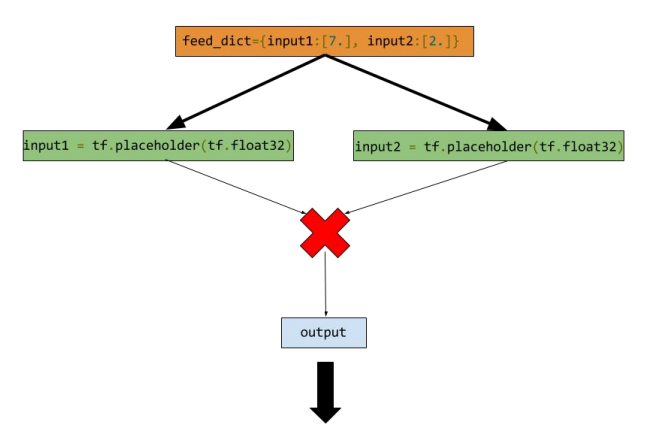 feed_dict={input1:[7.], input2:[2.]}
input1 = tf.placeholder(tf.float32)
input2 = tf.placeholder(tf.float32)
output